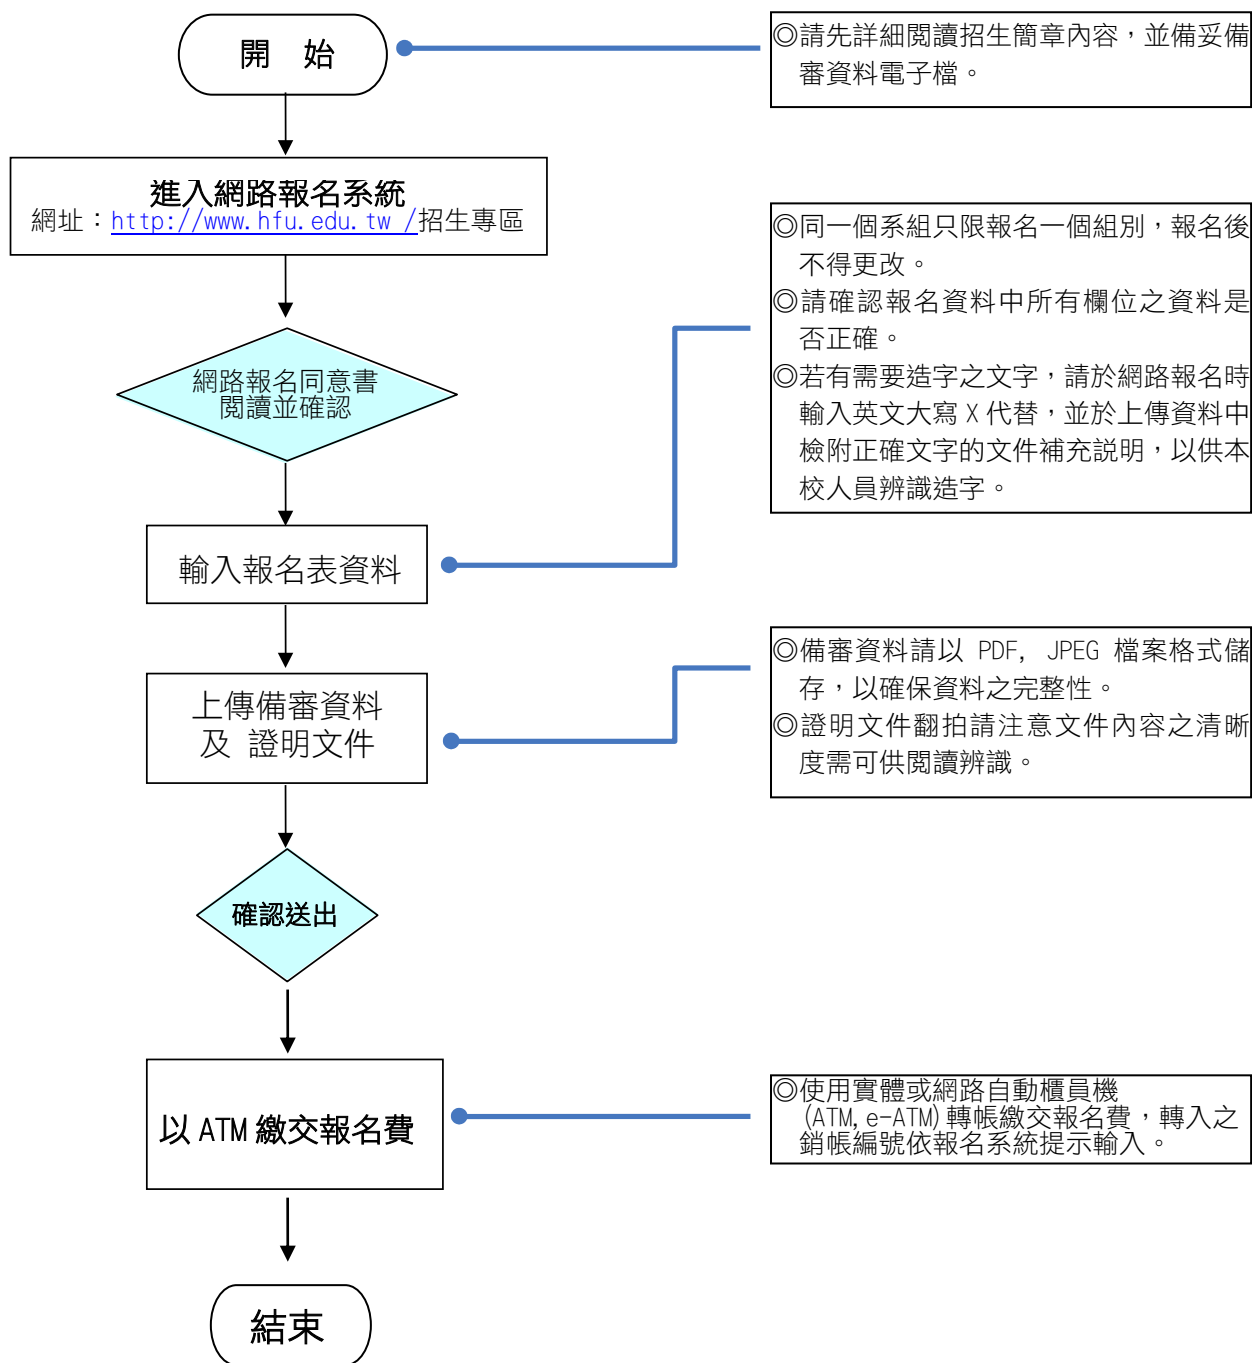 開　始
◎請先詳細閱讀招生簡章內容，並備妥備
審資料電子檔。
進入網路報名系統
網址：http://www.hfu.edu.tw /招生專區
◎同一個系組只限報名一個組別，報名後
不得更改。
◎請確認報名資料中所有欄位之資料是
否正確。
◎若有需要造字之文字，請於網路報名時
輸入英文大寫 X 代替，並於上傳資料中
檢附正確文字的文件補充説明，以供本
校人員辨識造字。
網路報名同意書
閱讀並確認
輸入報名表資料
◎備審資料請以 PDF, JPEG 檔案格式儲
存，以確保資料之完整性。
◎證明文件翻拍請注意文件內容之清晰
度需可供閱讀辨識。
上傳備審資料
及 證明文件
確認送出
以 ATM 繳交報名費
◎使用實體或網路自動櫃員機
(ATM,e-ATM)轉帳繳交報名費，轉入之
銷帳編號依報名系統提示輸入。
結束